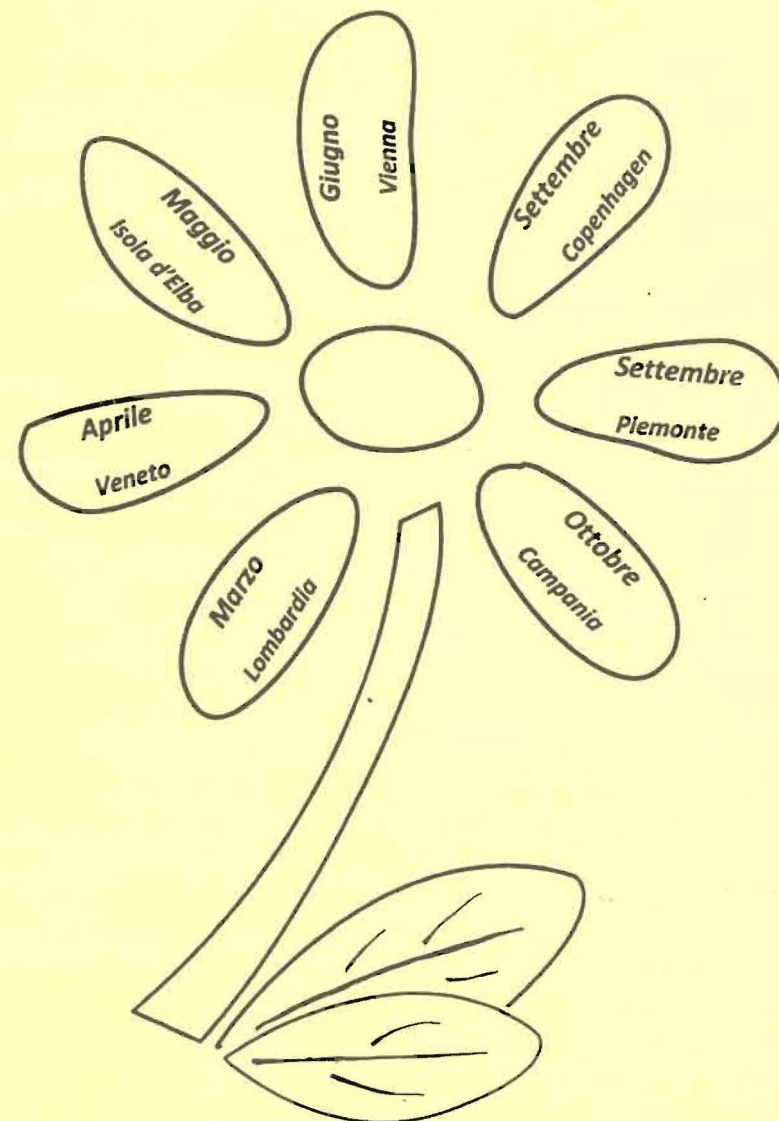 Marzo
Lombardia
Aprile
Veneto
Maggio
Isola d'Elba
Giugno
Vienna
Settembre
Copenhagen
Settembre
Piemonte
Ottobre
Campania